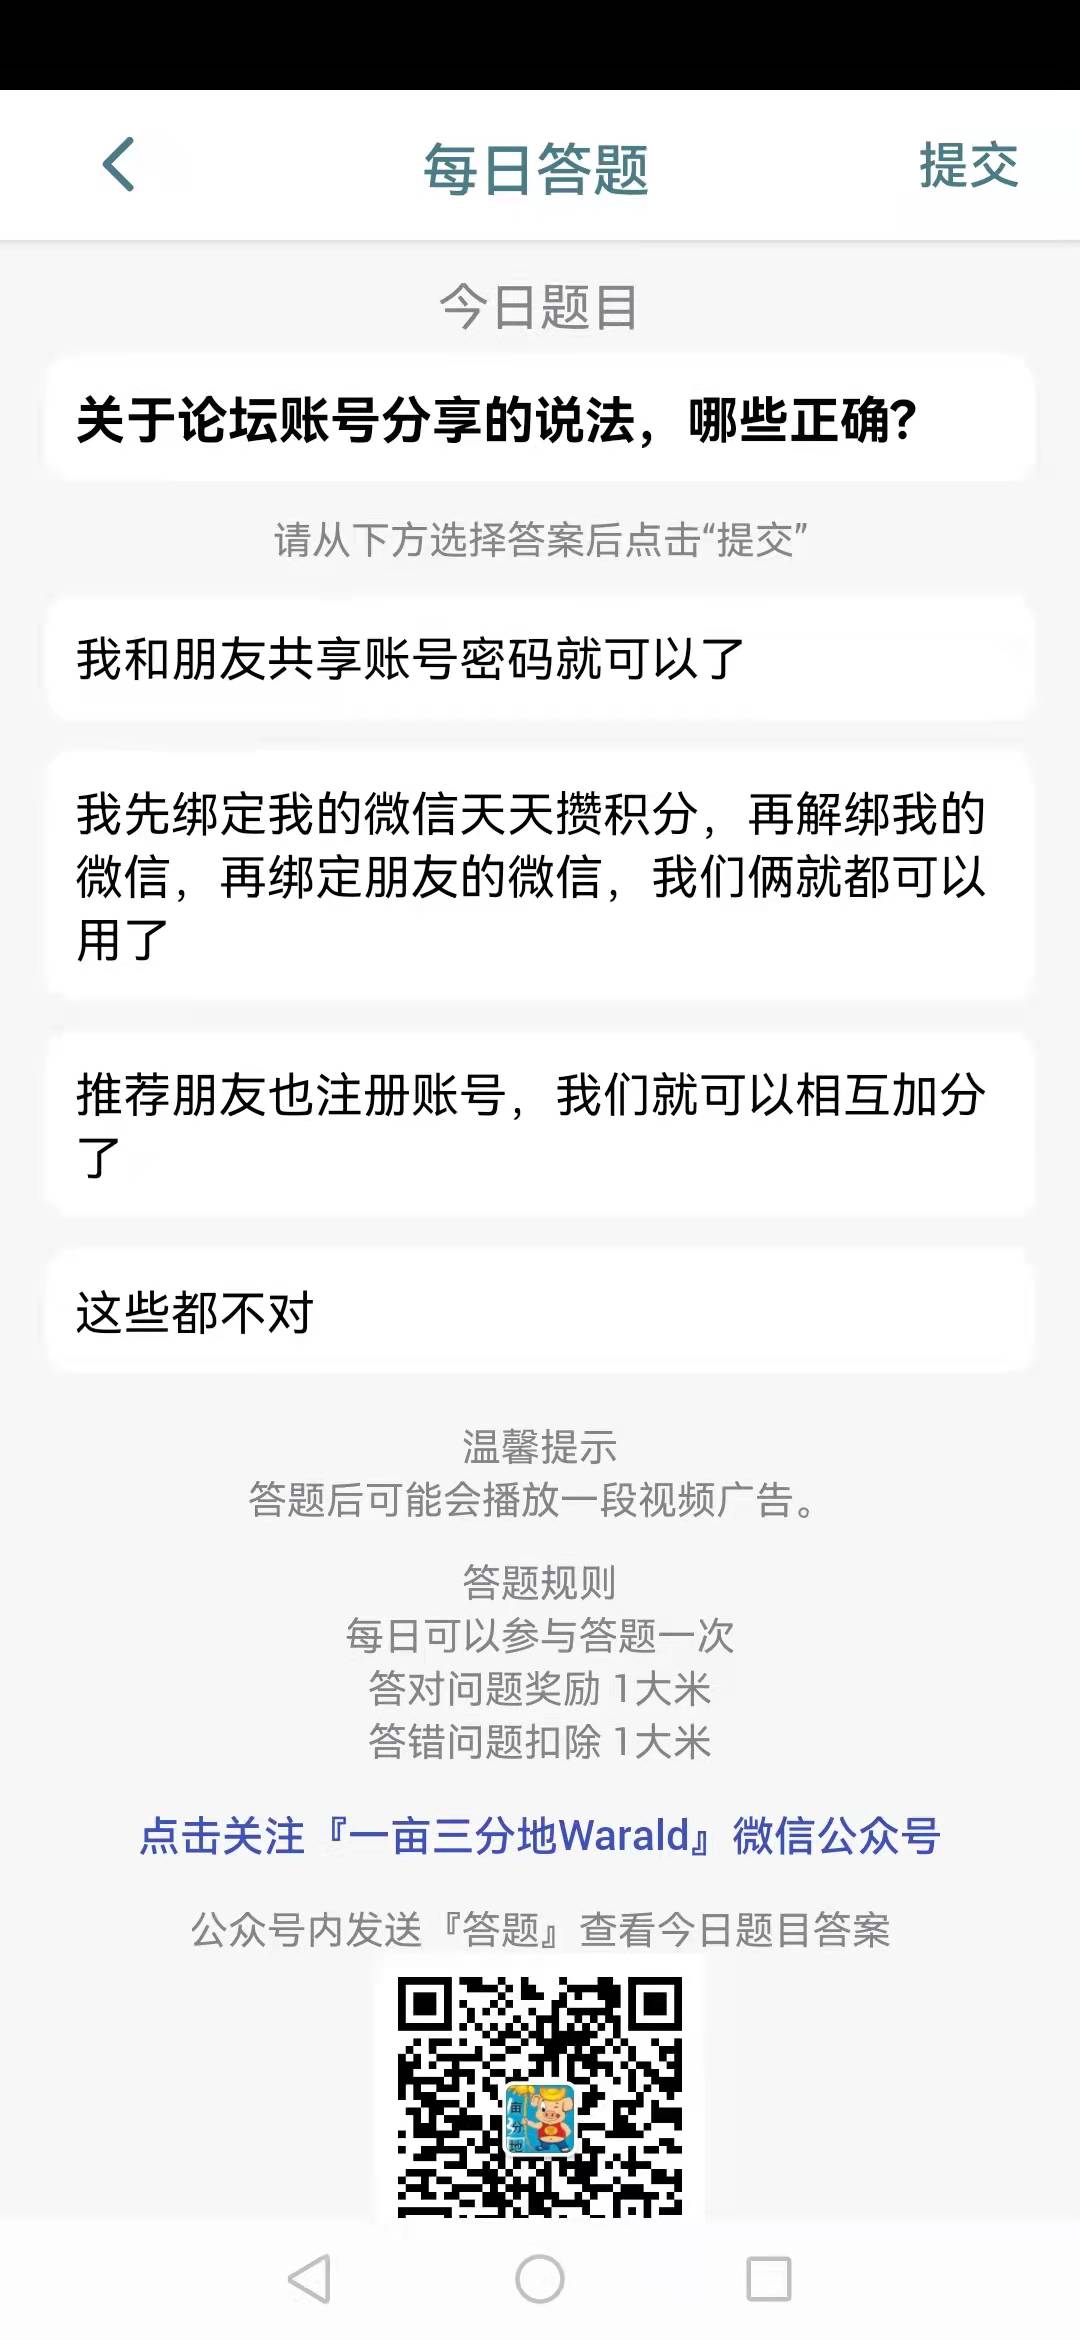 每日答题
提交
今日题目
关于论坛账号分享的说法，哪些正确?
请从下方选择答案后点击“提交”
我和朋友共享账号密码就可以了
我先绑定我的微信天天攒积分，再解绑我的
微信，再绑定朋友的微信，我们俩就都可以
用了
推荐朋友也注册账号，我们就可以相互加分
了
这些都不对
温馨提示
答题后可能会播放一段视频广告。
答题规则
每日可以参与答题一次
答对问题奖励 1大米
答错问题扣除 1大米
点击关注『一亩三分地Warald』微信公众号
公众号内发送『答题』查看今日题目答案